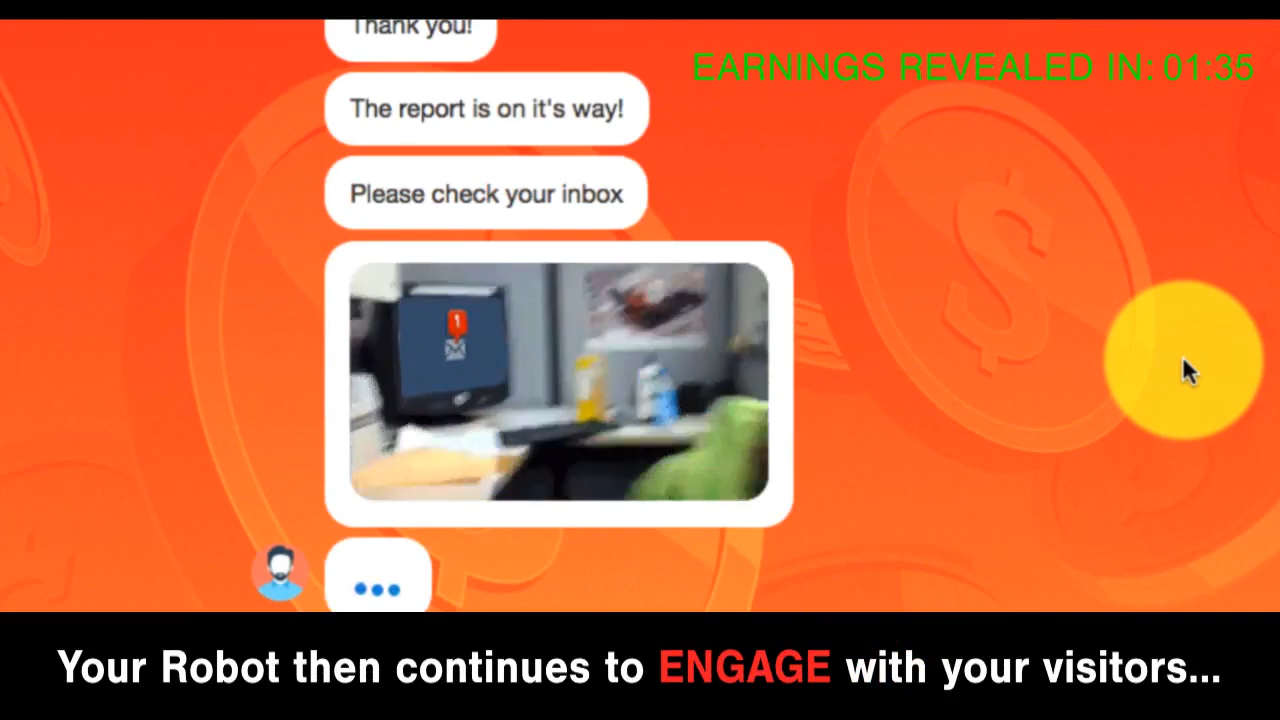 Thank you!
EARNINGS REVEALED IN: 01:35
The report is on it's way!
Please check your inbox
1
Your Robot then continues to ENGAGE with your visitors...